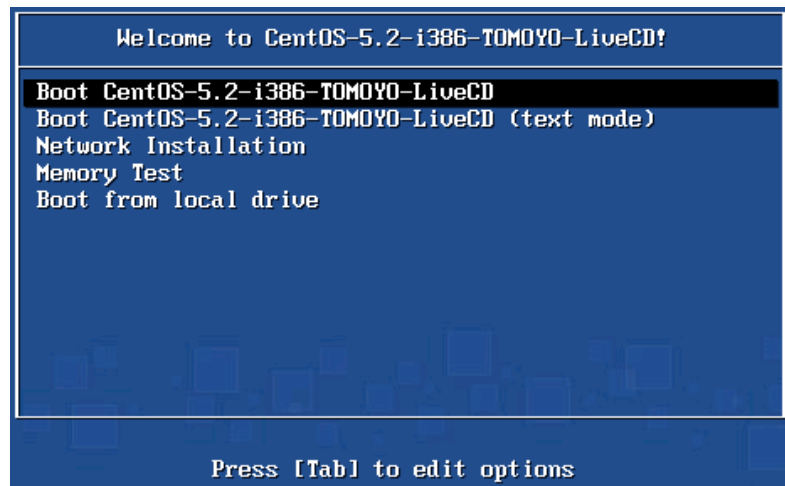 Welcome to CentOS-5.2-i386-TOMOYO-LiveCD!
Boot CentOS-5.2-i386-TOMOYO-LiveCD
Boot CentOS-5.2-i386-TOMOYO-LiveCD (text mode)
Network Installation
Memory Test
Boot from local drive
Press [Tab] to edit options